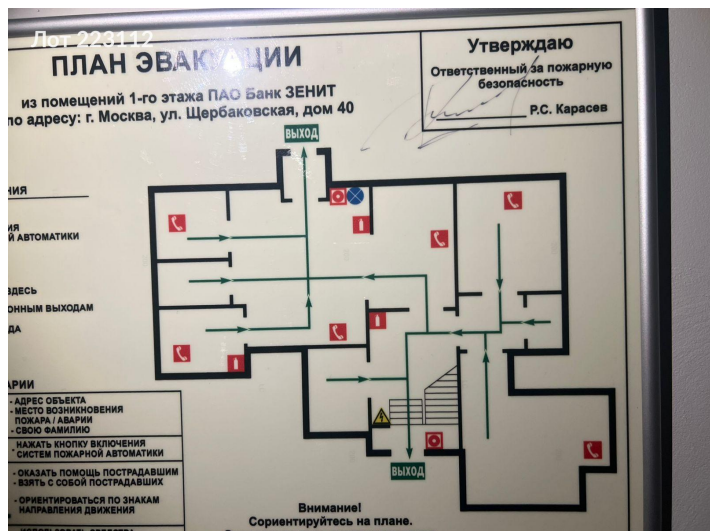 Лот 223112
ПЛАН ЭВАКУАЦИИ
из помещений 1-го этажа ПАО Банк ЗЕНИТ
по адресу: г. Москва, ул. Щербаковская, дом 40
Утверждаю
Ответственный за пожарную
безопасность
Р.С. Карасев
ВЫХОД
НИЯ
ИЯ
Й АВТОМАТИКИ
ЗДЕСЬ
ОННЫМ ВЫХОДАМ
ДА
АРИИ
- АДРЕС ОБЪЕКТА
- МЕСТО ВОЗНИКНОВЕНИЯ
ПОЖАРА / АВАРИИ
- СВОЮ ФАМИЛИЮ
- НАЖАТЬ КНОПКУ ВКЛЮЧЕНИЯ
СИСТЕМ ПОЖАРНОЙ АВТОМАТИКИ
- ОКАЗАТЬ ПОМОЩЬ ПОСТРАДАВШИМ
- ВЗЯТЬ С СОБОЙ ПОСТРАДАВШИХ
- ОРИЕНТИРОВАТЬСЯ ПО ЗНАКАМ
НАПРАВЛЕНИЯ ДВИЖЕНИЯ
ВЫХОД
Внимание!
Сориентируйтесь на плане.